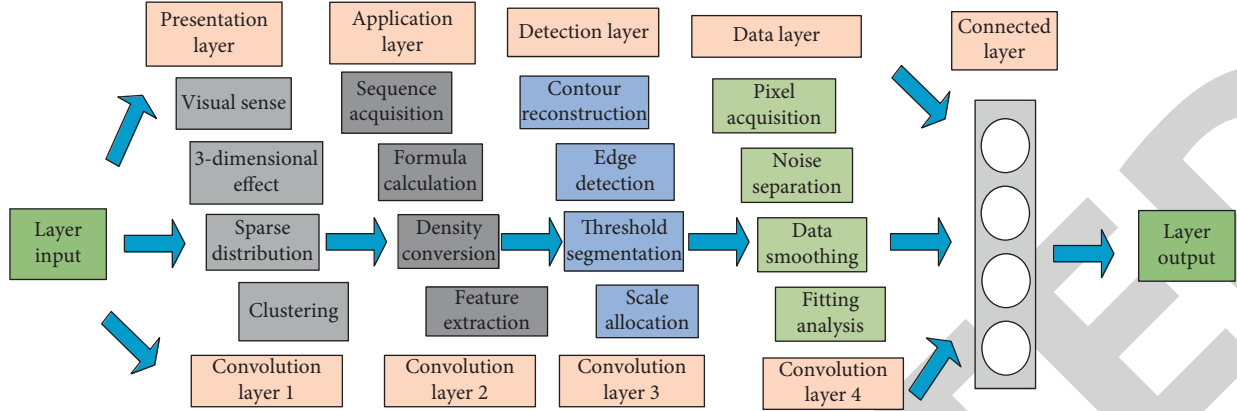 Presentation
layer
Application
layer
Detection layer
Data layer
Connected
layer
Visual sense
Sequence
acquisition
Contour
reconstruction
Pixel
acquisition
3-dimensional
effect
Formula
calculation
Edge
detection
Noise
separation
Layer
input
Sparse
distribution
Density
conversion
Threshold
segmentation
Data
smoothing
Layer
output
Clustering
Feature
extraction
Scale
allocation
Fitting
analysis
Convolution
layer 1
Convolution
layer 2
Convolution
layer 3
Convolution
layer 4